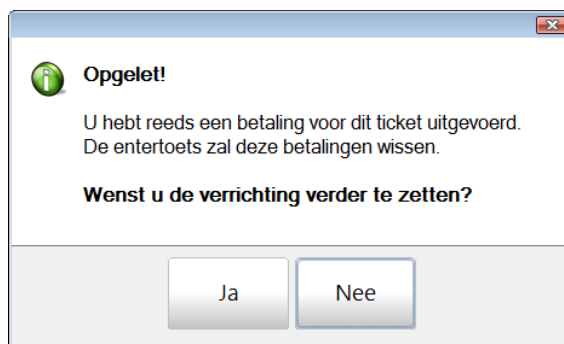 Opgelet!
U hebt reeds een betaling voor dit ticket uitgevoerd.
De entertoets zal deze betalingen wissen.
Wenst u de verrichting verder te zetten?
Ja
Nee